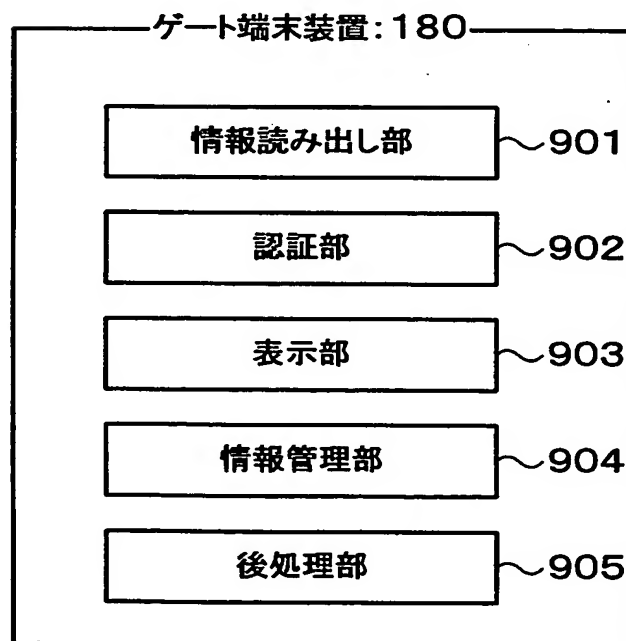 ゲート端末装置:180
情報読み出し部 901
認証部 902
表示部 903
情報管理部 904
後処理部 905